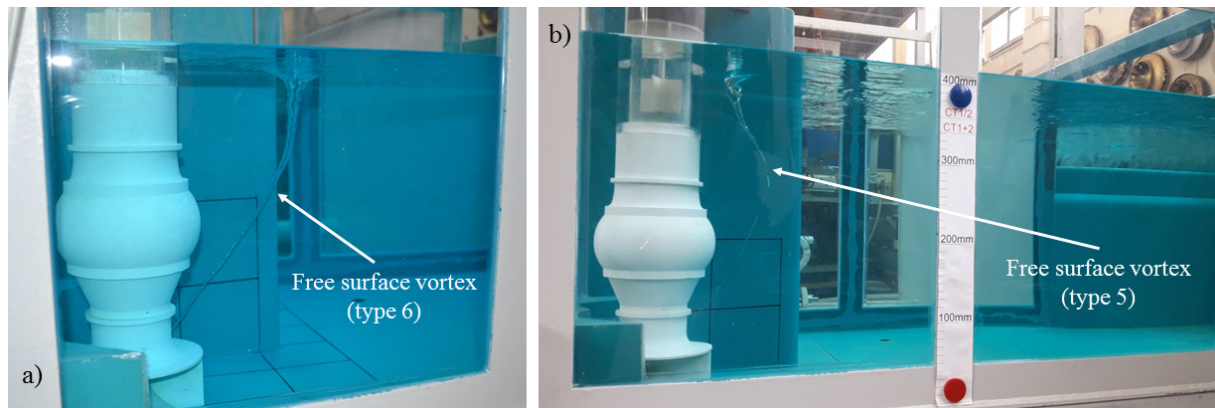 a)
Free surface vortex
(type 6)
b)
400mm
CT1/2
CT1+2
300mm
200mm
100mm
Free surface vortex
(type 5)